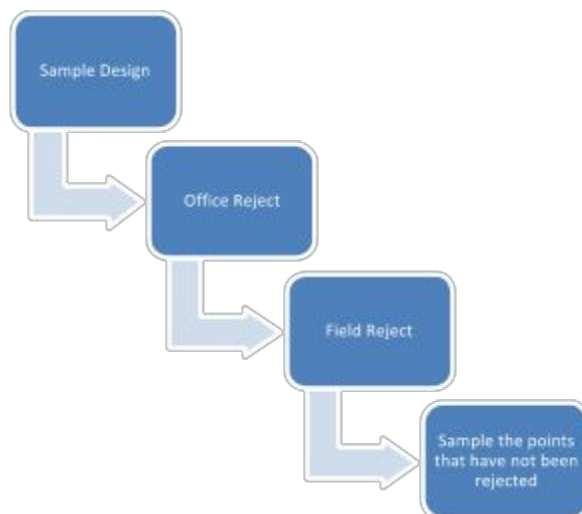 Sample Design
Office Reject
Field Reject
Sample the points
that have not been
rejected